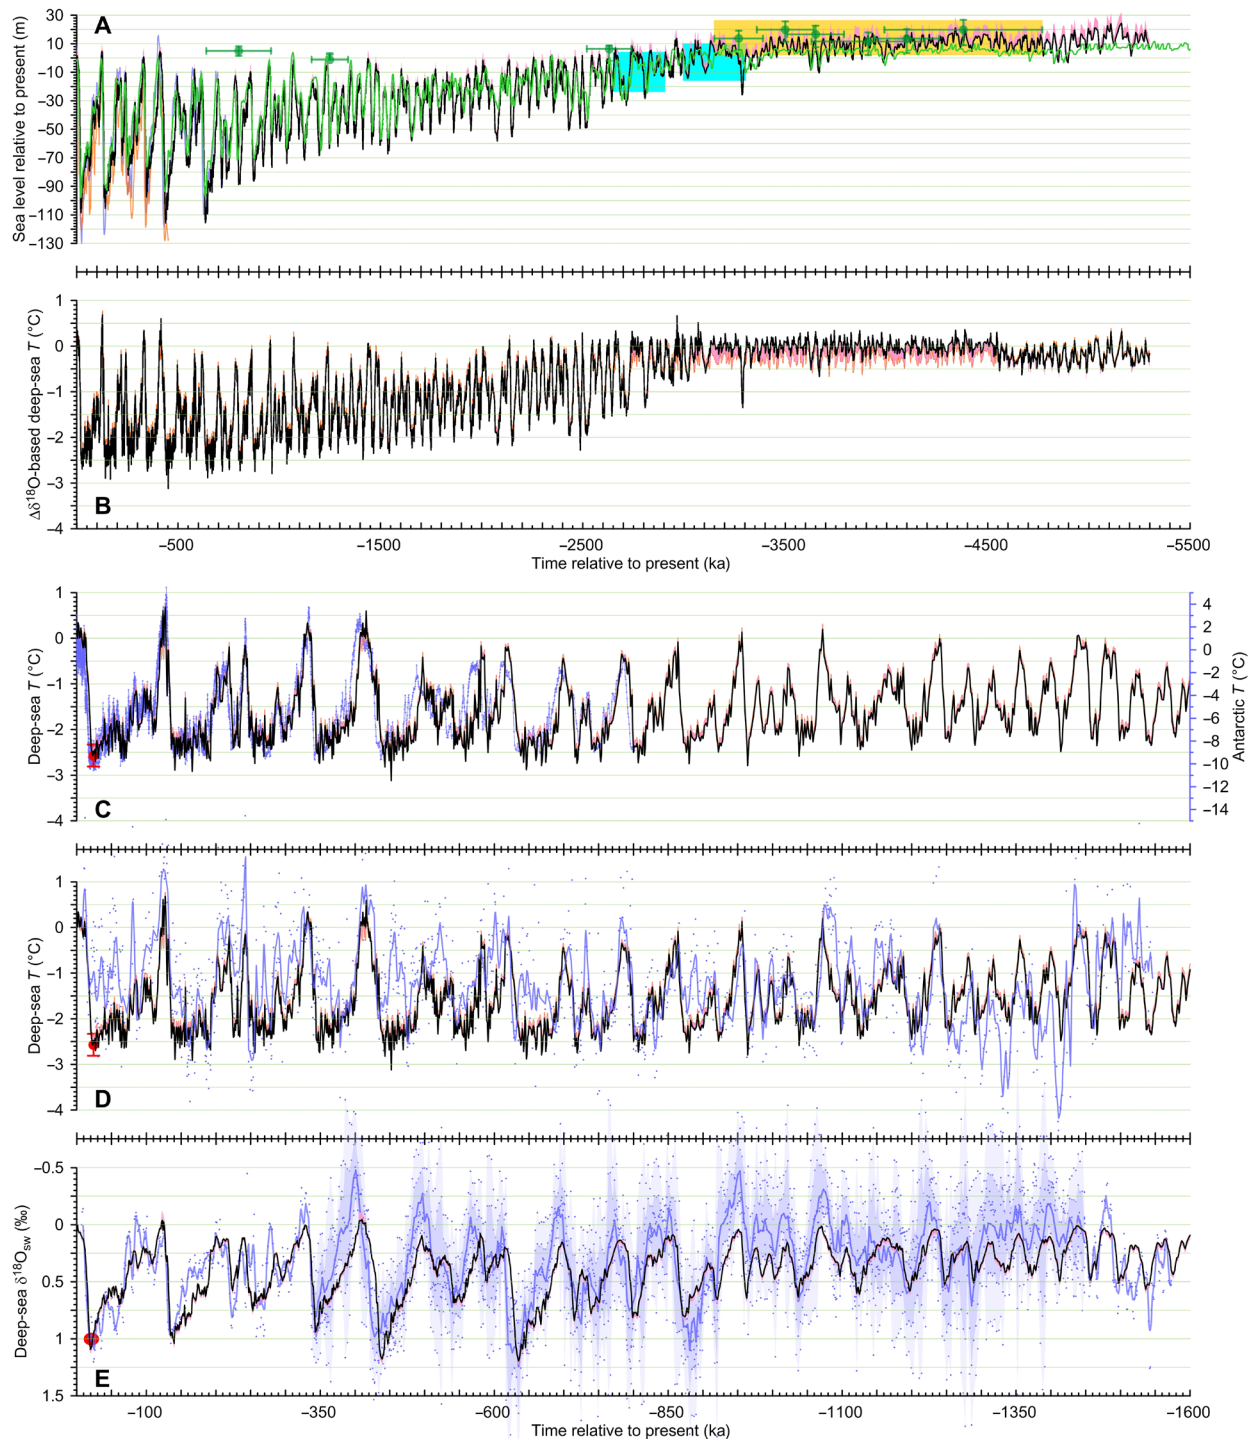 A
Sea level relative to present (m)
30
10
−10
−30
−50
−70
−90
−110
−130
B
Δδ¹⁸O-based deep-sea T (°C)
1
0
−1
−2
−3
−4
−500 −1500 −2500 −3500 −4500 −5500
Time relative to present (ka)
C
Deep-sea T (°C)
1
0
−1
−2
−3
−4
Antarctic T (°C)
4
2
0
−2
−4
−6
−8
−10
−12
−14
D
Deep-sea T (°C)
1
0
−1
−2
−3
−4
E
Deep-sea δ¹⁸Osw (‰)
−0.5
0
0.5
1
1.5
−100 −350 −600 −850 −1100 −1350 −1600
Time relative to present (ka)